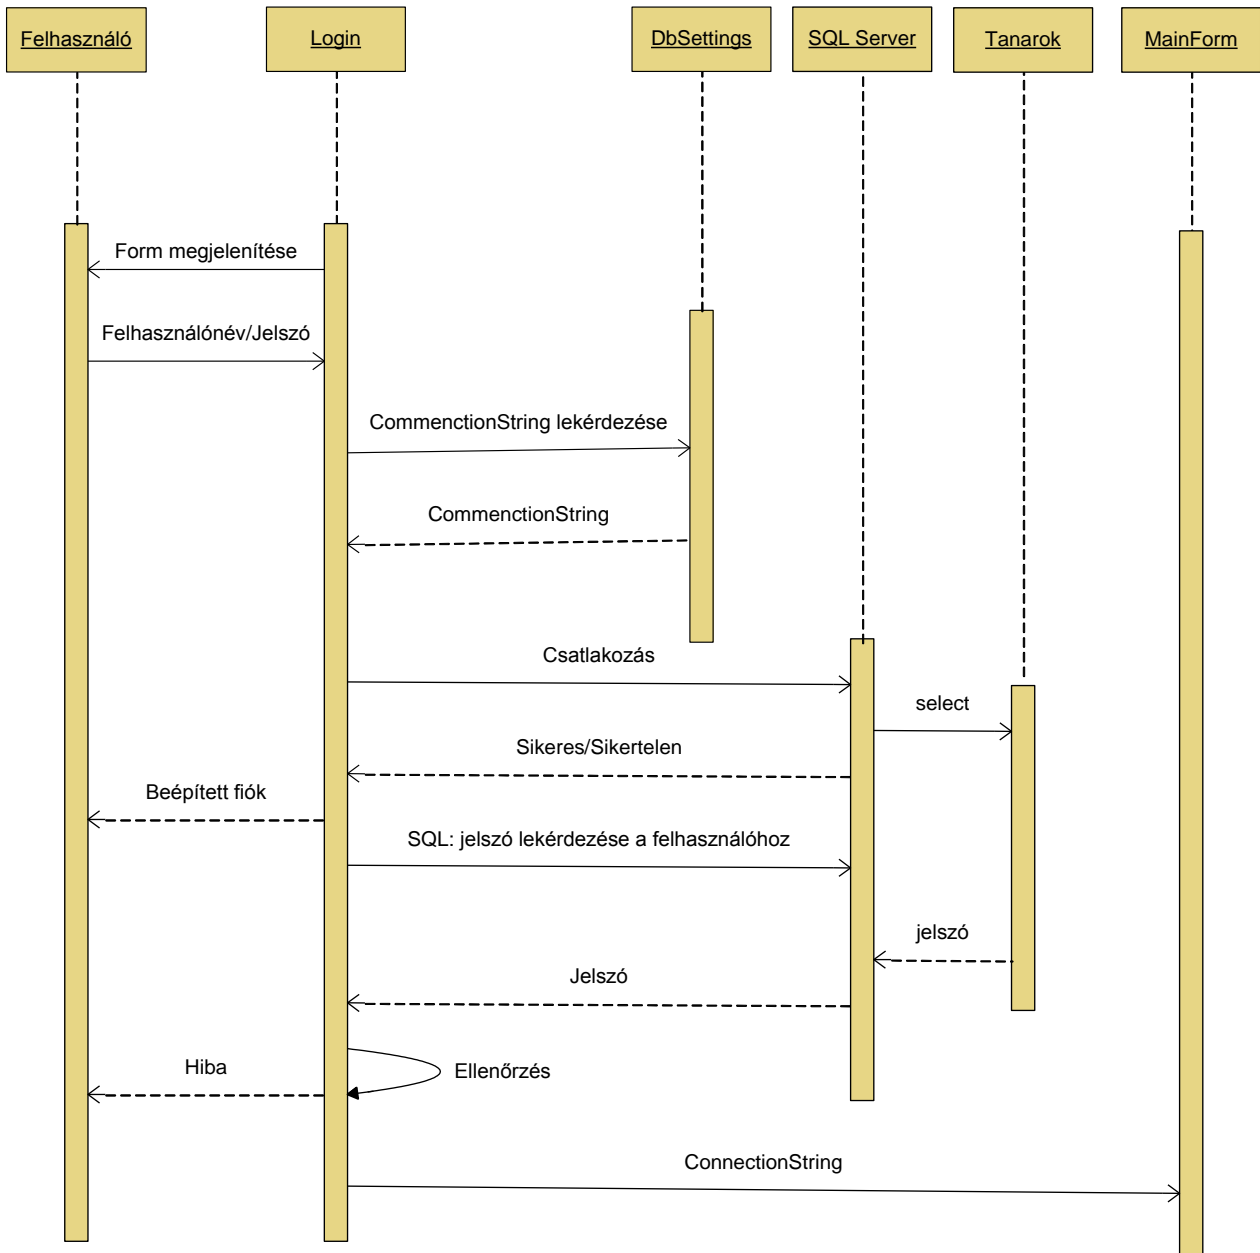 Felhasználó
Login
DbSettings
SQL Server
Tanarok
MainForm
Form megjelenítése
Felhasználónév/Jelszó
CommenctionString lekérdezése
CommenctionString
Csatlakozás
select
Sikeres/Sikertelen
Beépített fiók
SQL: jelszó lekérdezése a felhasználóhoz
jelszó
Jelszó
Hiba
Ellenőrzés
ConnectionString